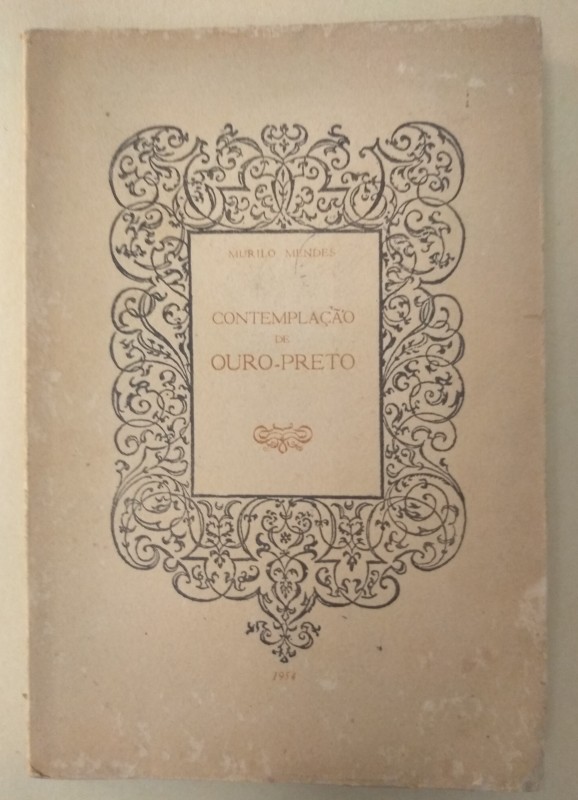 MURILO MENDES
CONTEMPLAÇÃO
DE
OURO-PRETO
1954